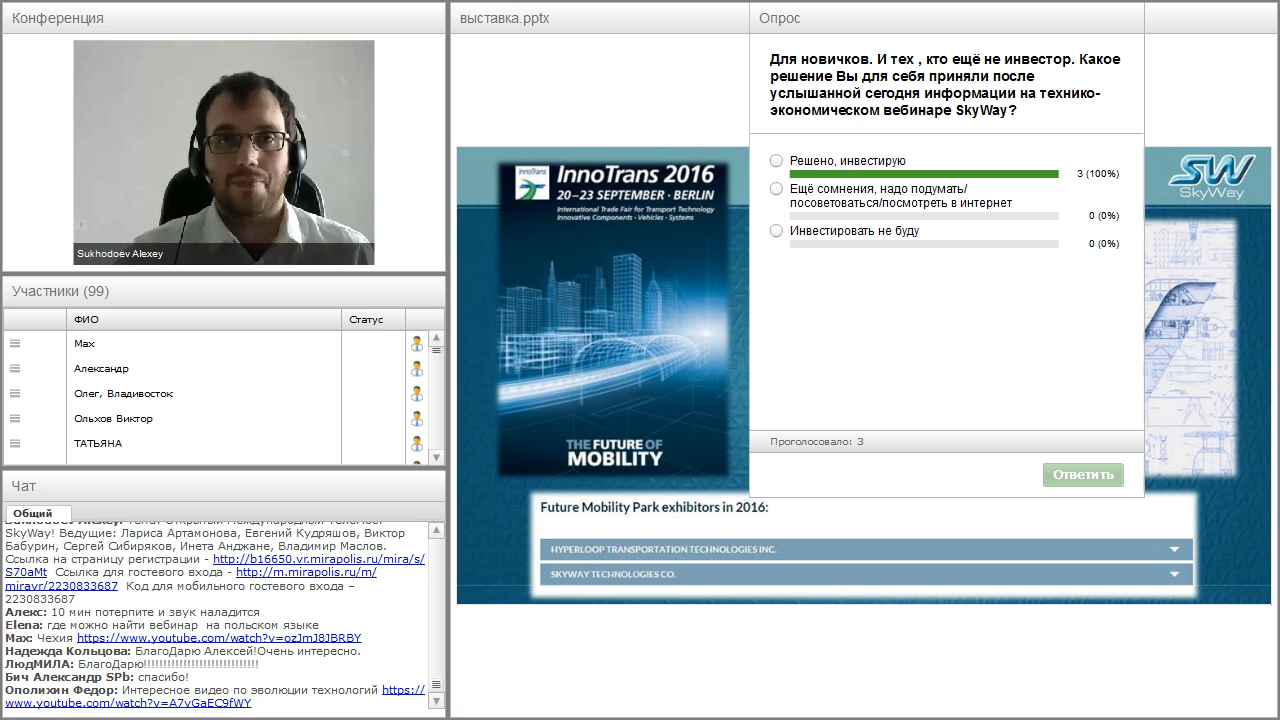 Конференция
Sukhodoev Alexey
Участники (99)
ФИО
Статус
Max
Александр
Олег, Владивосток
Ольхов Виктор
ТАТЬЯНА
Чат
Общий
SkyWay! Ведущие: Лариса Артамонова, Евгений Кудряшов, Виктор
Бабурин, Сергей Сибиряков, Инета Анджане, Владимир Маслов.
Ссылка на страницу регистрации - http://b16650.vr.mirapolis.ru/mira/s/
S70aMt Ссылка для гостевого входа - http://m.mirapolis.ru/m/
miravr/2230833687 Код для мобильного гостевого входа –
2230833687
Алекс: 10 мин потерпите и звук наладится
Elena: где можно найти вебинар на польском языке
Max: Чехия https://www.youtube.com/watch?v=ozJmJ8JBRBY
Надежда Кольцова: БлагоДарю Алексей!Очень интересно.
ЛюдМИЛА: БлагоДарю!!!!!!!!!!!!!!!!!!!!!!!!!!!!!
Бич Александр SPb: спасибо!
Ополихин Федор: Интересное видео по эволюции технологий https://
www.youtube.com/watch?v=A7vGaEC9fWY
выставка.pptx
InnoTrans
InnoTrans 2016
20–23 SEPTEMBER · BERLIN
International Trade Fair for Transport Technology
Innovative Components · Vehicles · Systems
THE FUTURE OF
MOBILITY
SW
SkyWay
Future Mobility Park exhibitors in 2016:
HYPERLOOP TRANSPORTATION TECHNOLOGIES INC.
SKYWAY TECHNOLOGIES CO.
Опрос
Для новичков. И тех , кто ещё не инвестор. Какое
решение Вы для себя приняли после
услышанной сегодня информации на технико-
экономическом вебинаре SkyWay?
Решено, инвестирую
3 (100%)
Ещё сомнения, надо подумать/
посоветоваться/посмотреть в интернет
0 (0%)
Инвестировать не буду
0 (0%)
Проголосовало: 3
Ответить